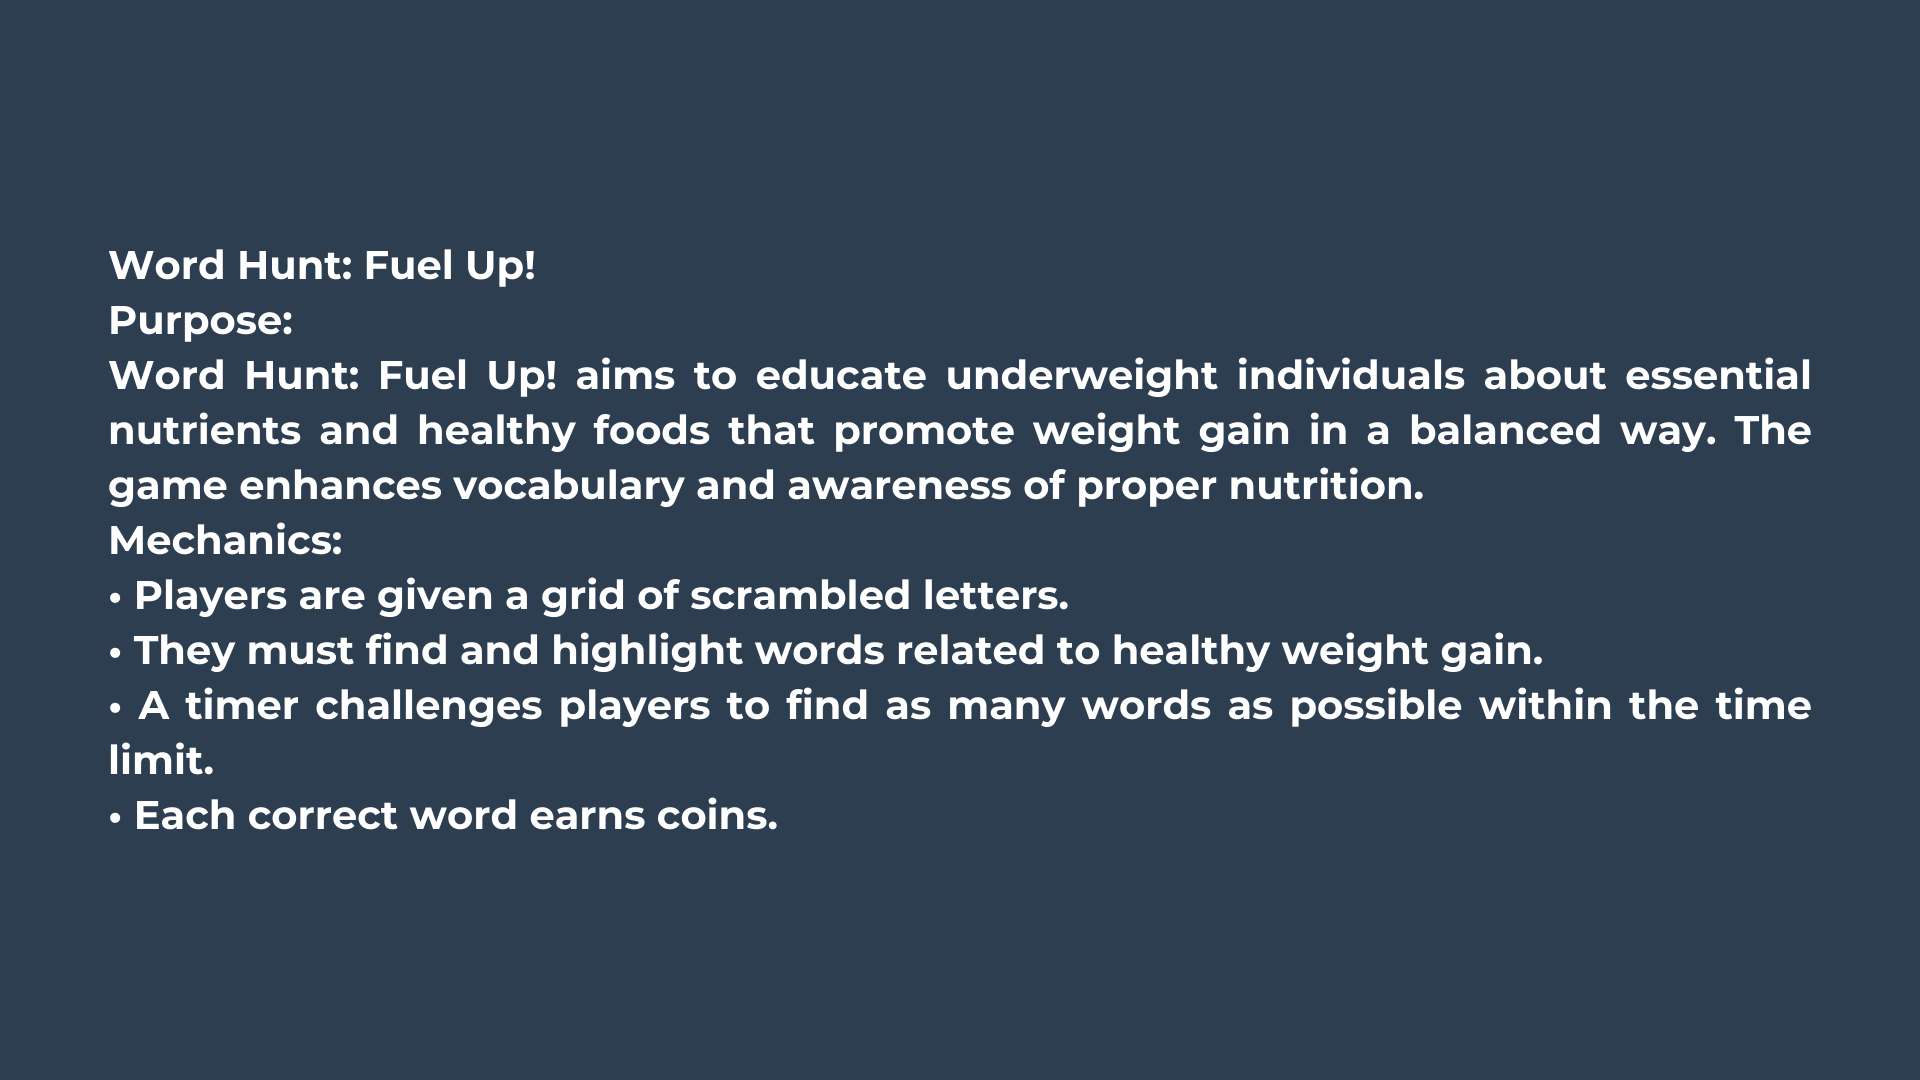 Word Hunt: Fuel Up!
Purpose:
Word Hunt: Fuel Up! aims to educate underweight individuals about essential
nutrients and healthy foods that promote weight gain in a balanced way. The
game enhances vocabulary and awareness of proper nutrition.
Mechanics:
• Players are given a grid of scrambled letters.
• They must find and highlight words related to healthy weight gain.
• A timer challenges players to find as many words as possible within the time
limit.
• Each correct word earns coins.